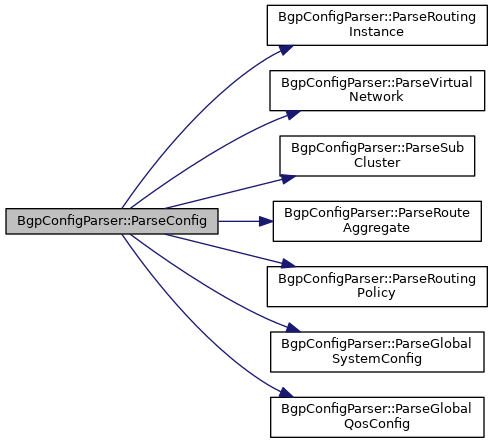 BgpConfigParser::ParseRouting
Instance
BgpConfigParser::ParseVirtual
Network
BgpConfigParser::ParseSub
Cluster
BgpConfigParser::ParseConfig
BgpConfigParser::ParseRoute
Aggregate
BgpConfigParser::ParseRouting
Policy
BgpConfigParser::ParseGlobal
SystemConfig
BgpConfigParser::ParseGlobal
QosConfig